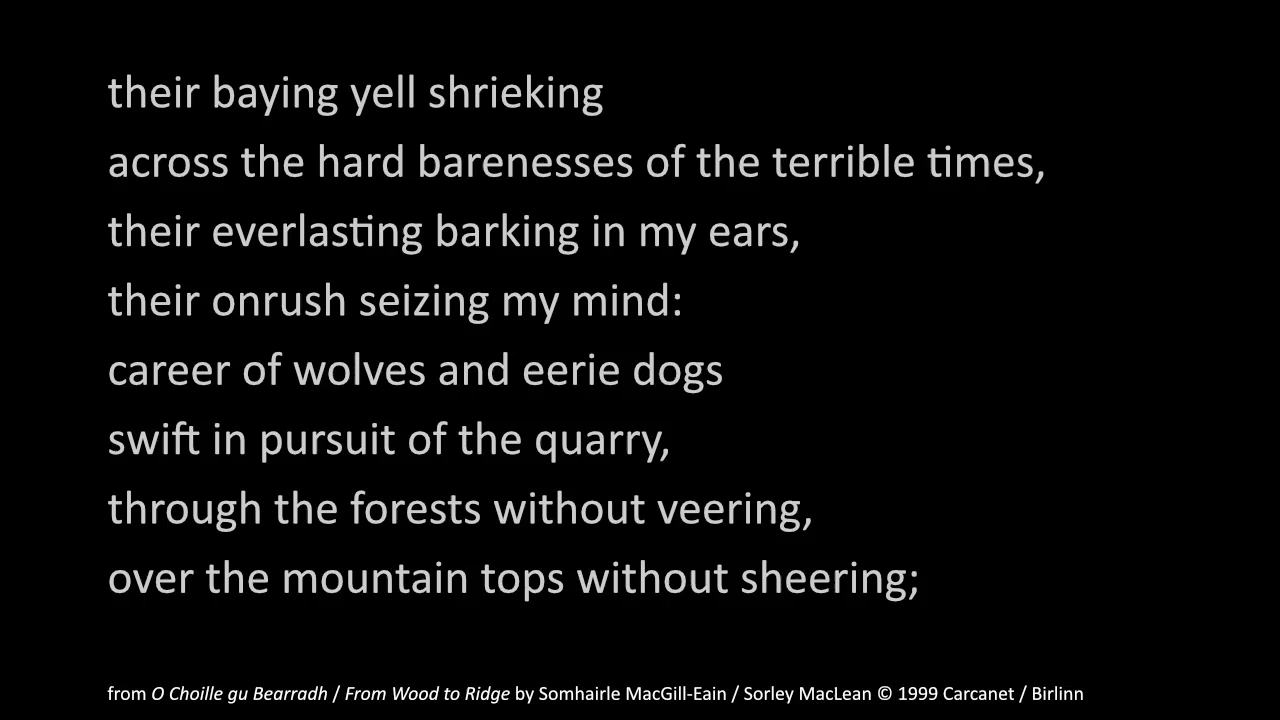 their baying yell shrieking
across the hard barenesses of the terrible times,
their everlasting barking in my ears,
their onrush seizing my mind:
career of wolves and eerie dogs
swift in pursuit of the quarry,
through the forests without veering,
over the mountain tops without sheering;
from O Choille gu Bearradh / From Wood to Ridge by Somhairle MacGill-Eain / Sorley MacLean © 1999 Carcanet / Birlinn